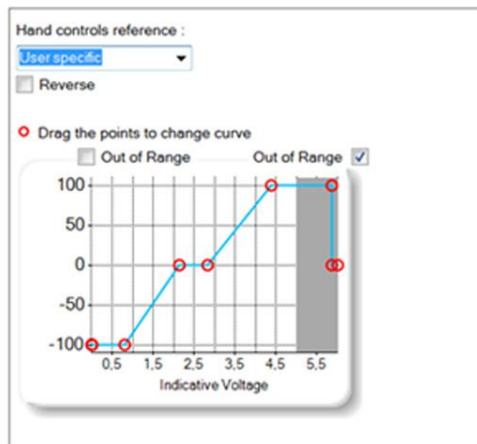 Hand controls reference :
User specific
Reverse
Drag the points to change curve
Out of Range Out of Range
100
50
0
-50
-100
0,5 1,5 2,5 3,5 4,5 5,5
Indicative Voltage